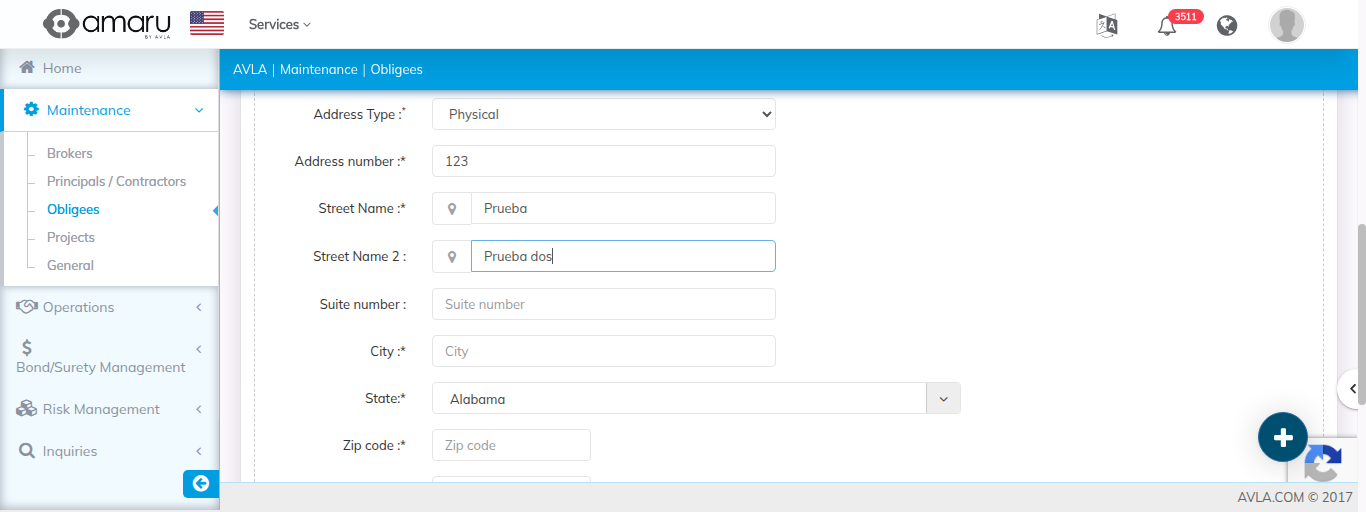 amaru
BY AVLA
Services
3511
Home
AVLA | Maintenance | Obligees
Maintenance
Brokers
Principals / Contractors
Obligees
Projects
General
Operations
Bond/Surety Management
Risk Management
Inquiries
Address Type :* Physical
Address number :* 123
Street Name :* Prueba
Street Name 2 : Prueba dos
Suite number : Suite number
City :* City
State:* Alabama
Zip code :* Zip code
AVLA.COM © 2017